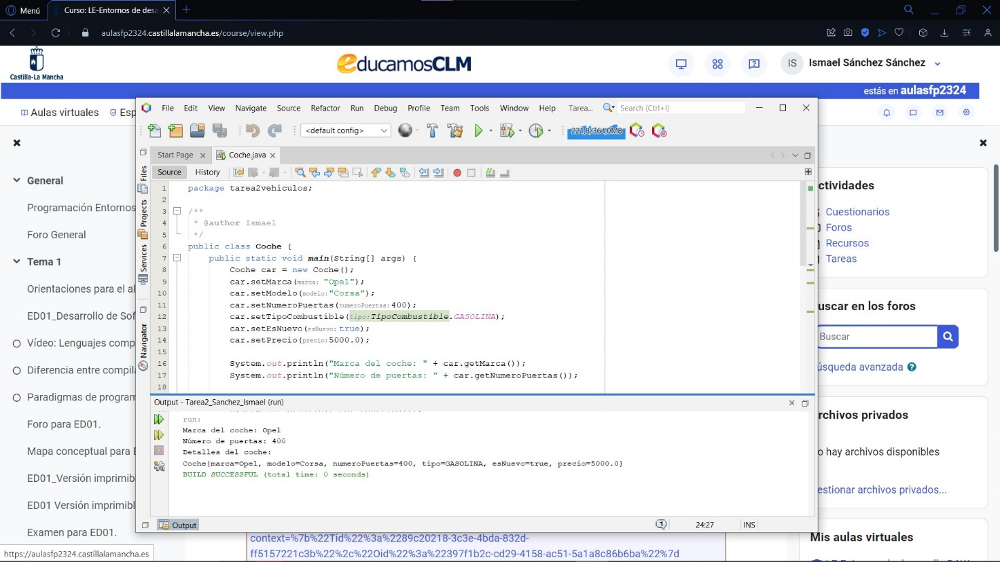 Menú
Curso: LE-Entornos de desa
aulasfp2324.castillalamancha.es/course/view.php
Castilla-La Mancha
educamosCLM
IS
Ismael Sánchez Sánchez
estás en aulasfp2324
Aulas virtuales
Esp
File Edit View Navigate Source Refactor Run Debug Profile Team Tools Window Help
Tarea...
Search (Ctrl+I)
<default config>
221,8/364,0MB
Start Page
Coche.java
Source
History
Files
Projects
Services
Navigator
1 package tarea2vehiculos;
2
3 /**
4 * @author Ismael
5 */
6 public class Coche {
7 public static void main(String[] args) {
8 Coche car = new Coche();
9 car.setMarca(marca: "Opel");
10 car.setModelo(modelo: "Corsa");
11 car.setNumeroPuertas(numeroPuertas: 400);
12 car.setTipoCombustible(tipo: TipoCombustible.GASOLINA);
13 car.setEsNuevo(esNuevo: true);
14 car.setPrecio(precio: 5000.0);
15
16 System.out.println("Marca del coche: " + car.getMarca());
17 System.out.println("Número de puertas: " + car.getNumeroPuertas());
18
Output - Tarea2_Sanchez_Ismael (run)
run:
Marca del coche: Opel
Número de puertas: 400
Detalles del coche:
Coche{marca=Opel, modelo=Corsa, numeroPuertas=400, tipo=GASOLINA, esNuevo=true, precio=5000.0}
BUILD SUCCESSFUL (total time: 0 seconds)
Output
1
24:27
INS
General
Programación Entornos
Foro General
Tema 1
Orientaciones para el al
ED01_Desarrollo de Sof
Vídeo: Lenguajes comp
Diferencia entre compil
Paradigmas de program
Foro para ED01.
Mapa conceptual para E
ED01_Versión imprimib
ED01 Versión imprimibl
Examen para ED01.
https://aulasfp2324.castillalamancha.es
context=%7b%22Tid%22%3a%2289c20218-3c3e-4bda-832d-
ff5157221c3b%22%2c%22Oid%22%3a%22397f1b2c-cd29-4158-ac51-5a1a8c86b6ba%22%7d
ctividades
Cuestionarios
Foros
Recursos
Tareas
uscar en los foros
Buscar
úsqueda avanzada
rchivos privados
o hay archivos disponibles
estionar archivos privados...
Mis aulas virtuales